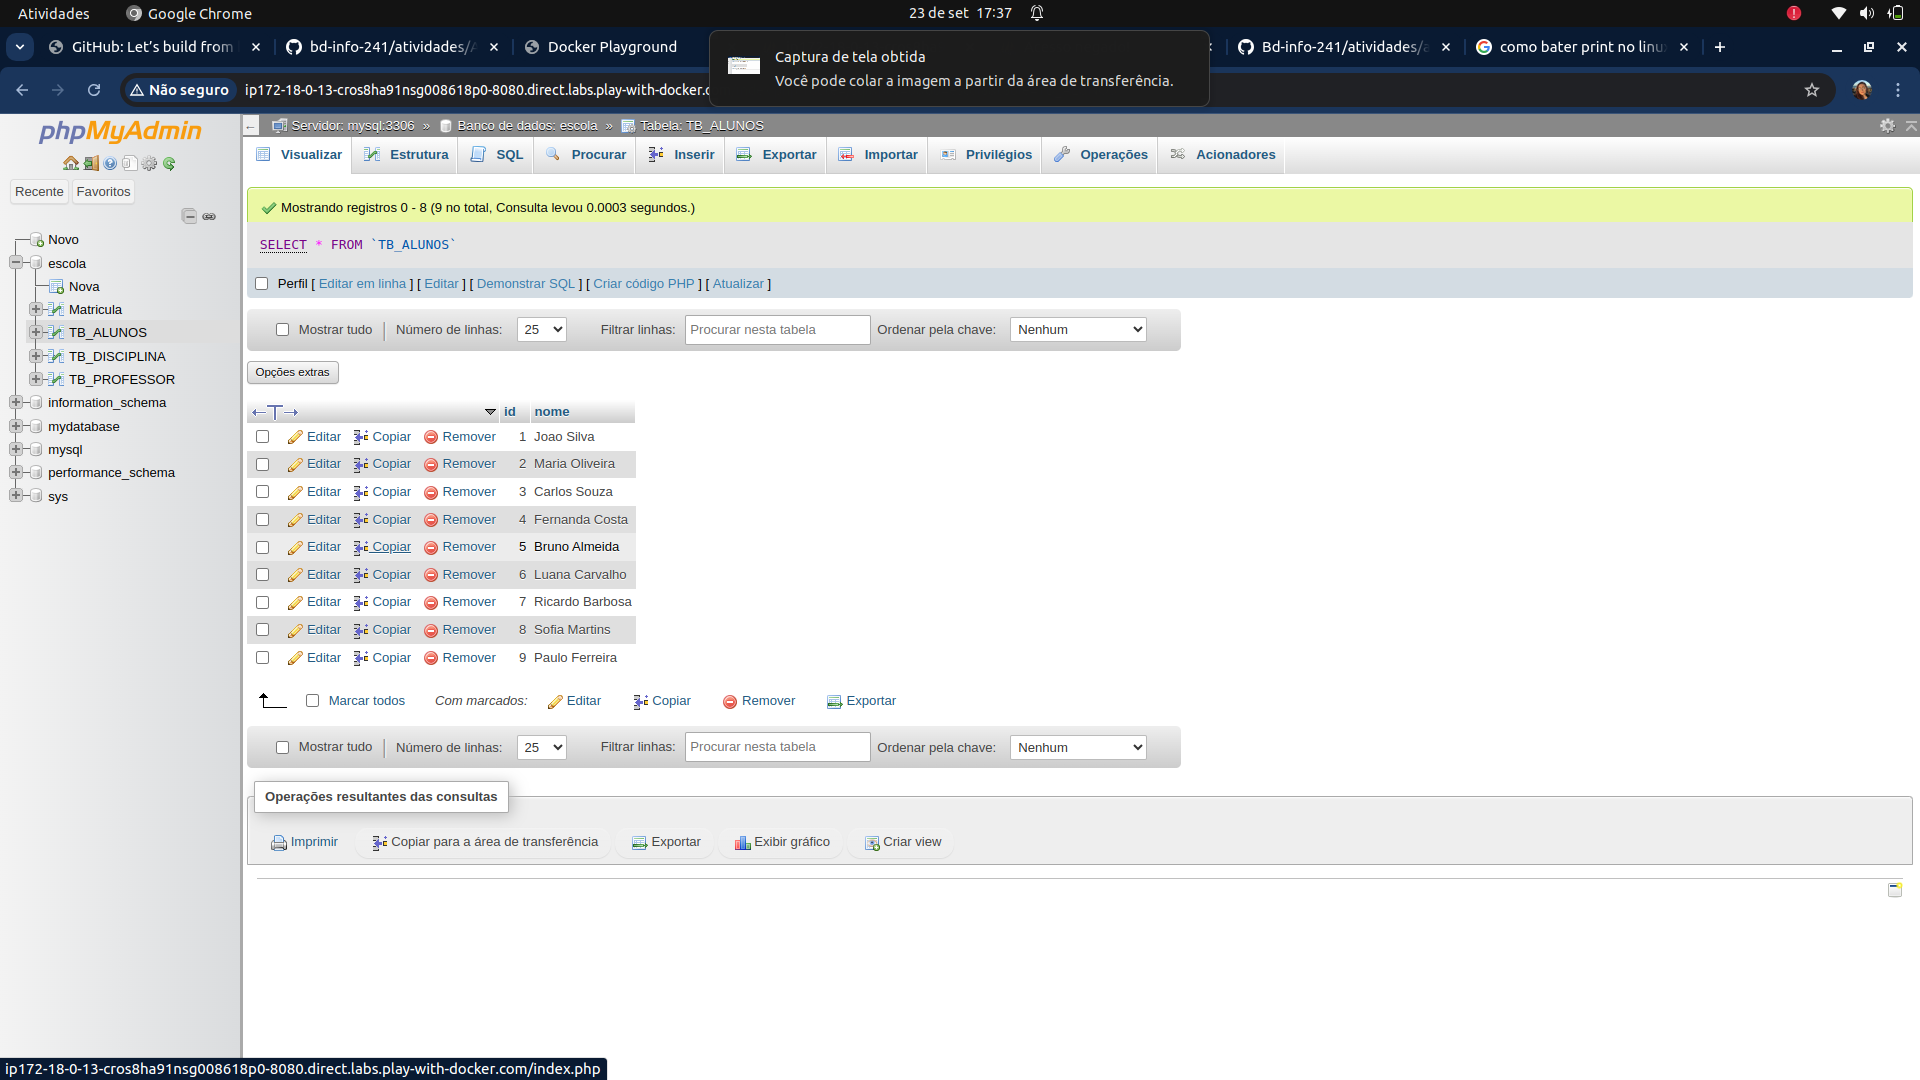 Atividades Google Chrome 23 de set 17:37
GitHub: Let's build from bd-info-241/atividades/A Docker Playground Bd-info-241/atividades/a como bater print no linu
Captura de tela obtida
Você pode colar a imagem a partir da área de transferência.
Não seguro ip172-18-0-13-cros8ha91nsg008618p0-8080.direct.labs.play-with-docker.c
phpMyAdmin
Recente Favoritos
Novo
escola
Nova
Matricula
TB_ALUNOS
TB_DISCIPLINA
TB_PROFESSOR
information_schema
mydatabase
mysql
performance_schema
sys
Servidor: mysql:3306 » Banco de dados: escola » Tabela: TB_ALUNOS
Visualizar Estrutura SQL Procurar Inserir Exportar Importar Privilégios Operações Acionadores
Mostrando registros 0 - 8 (9 no total, Consulta levou 0.0003 segundos.)
SELECT * FROM `TB_ALUNOS`
Perfil [ Editar em linha ] [ Editar ] [ Demonstrar SQL ] [ Criar código PHP ] [ Atualizar ]
Mostrar tudo Número de linhas: 25 Filtrar linhas: Procurar nesta tabela Ordenar pela chave: Nenhum
Opções extras
id nome
Editar Copiar Remover 1 Joao Silva
Editar Copiar Remover 2 Maria Oliveira
Editar Copiar Remover 3 Carlos Souza
Editar Copiar Remover 4 Fernanda Costa
Editar Copiar Remover 5 Bruno Almeida
Editar Copiar Remover 6 Luana Carvalho
Editar Copiar Remover 7 Ricardo Barbosa
Editar Copiar Remover 8 Sofia Martins
Editar Copiar Remover 9 Paulo Ferreira
Marcar todos Com marcados: Editar Copiar Remover Exportar
Mostrar tudo Número de linhas: 25 Filtrar linhas: Procurar nesta tabela Ordenar pela chave: Nenhum
Operações resultantes das consultas
Imprimir Copiar para a área de transferência Exportar Exibir gráfico Criar view
ip172-18-0-13-cros8ha91nsg008618p0-8080.direct.labs.play-with-docker.com/index.php